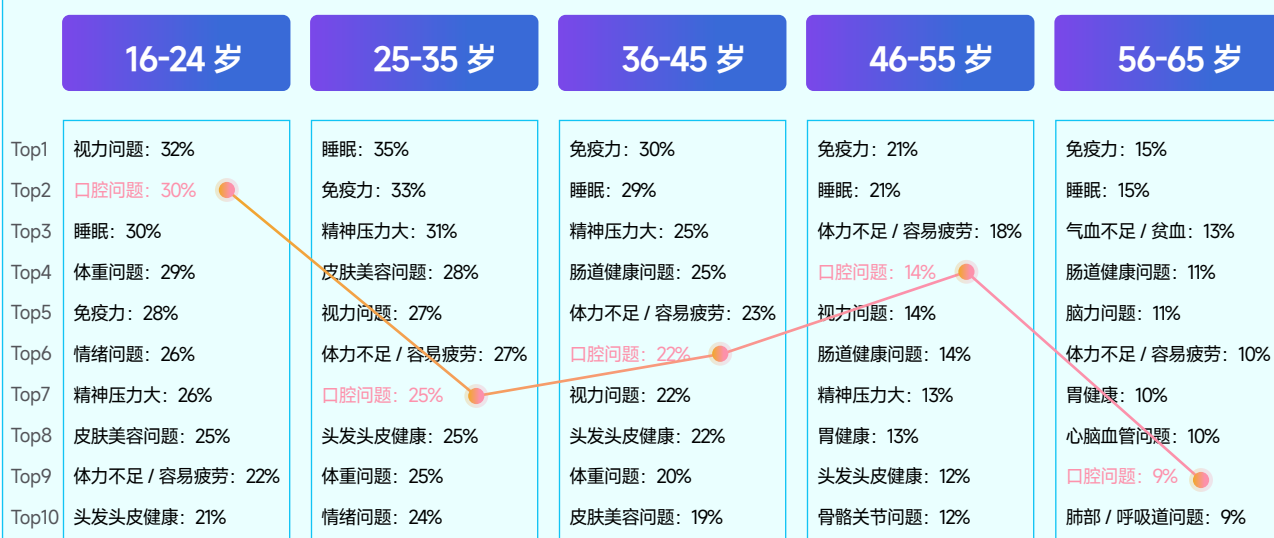 16-24 岁 25-35 岁 36-45 岁 46-55 岁 56-65 岁
Top1 视力问题：32% 睡眠：35% 免疫力：30% 免疫力：21% 免疫力：15%
Top2 口腔问题：30% 免疫力：33% 睡眠：29% 睡眠：21% 睡眠：15%
Top3 睡眠：30% 精神压力大：31% 精神压力大：25% 体力不足 / 容易疲劳：18% 气血不足 / 贫血：13%
Top4 体重问题：29% 皮肤美容问题：28% 肠道健康问题：25% 口腔问题：14% 肠道健康问题：11%
Top5 免疫力：28% 视力问题：27% 体力不足 / 容易疲劳：23% 视力问题：14% 脑力问题：11%
Top6 情绪问题：26% 体力不足 / 容易疲劳：27% 口腔问题：22% 肠道健康问题：14% 体力不足 / 容易疲劳：10%
Top7 精神压力大：26% 口腔问题：25% 视力问题：22% 精神压力大：13% 胃健康：10%
Top8 皮肤美容问题：25% 头发头皮健康：25% 头发头皮健康：22% 胃健康：13% 心脑血管问题：10%
Top9 体力不足 / 容易疲劳：22% 体重问题：25% 体重问题：20% 头发头皮健康：12% 口腔问题：9%
Top10 头发头皮健康：21% 情绪问题：24% 皮肤美容问题：19% 骨骼关节问题：12% 肺部 / 呼吸道问题：9%